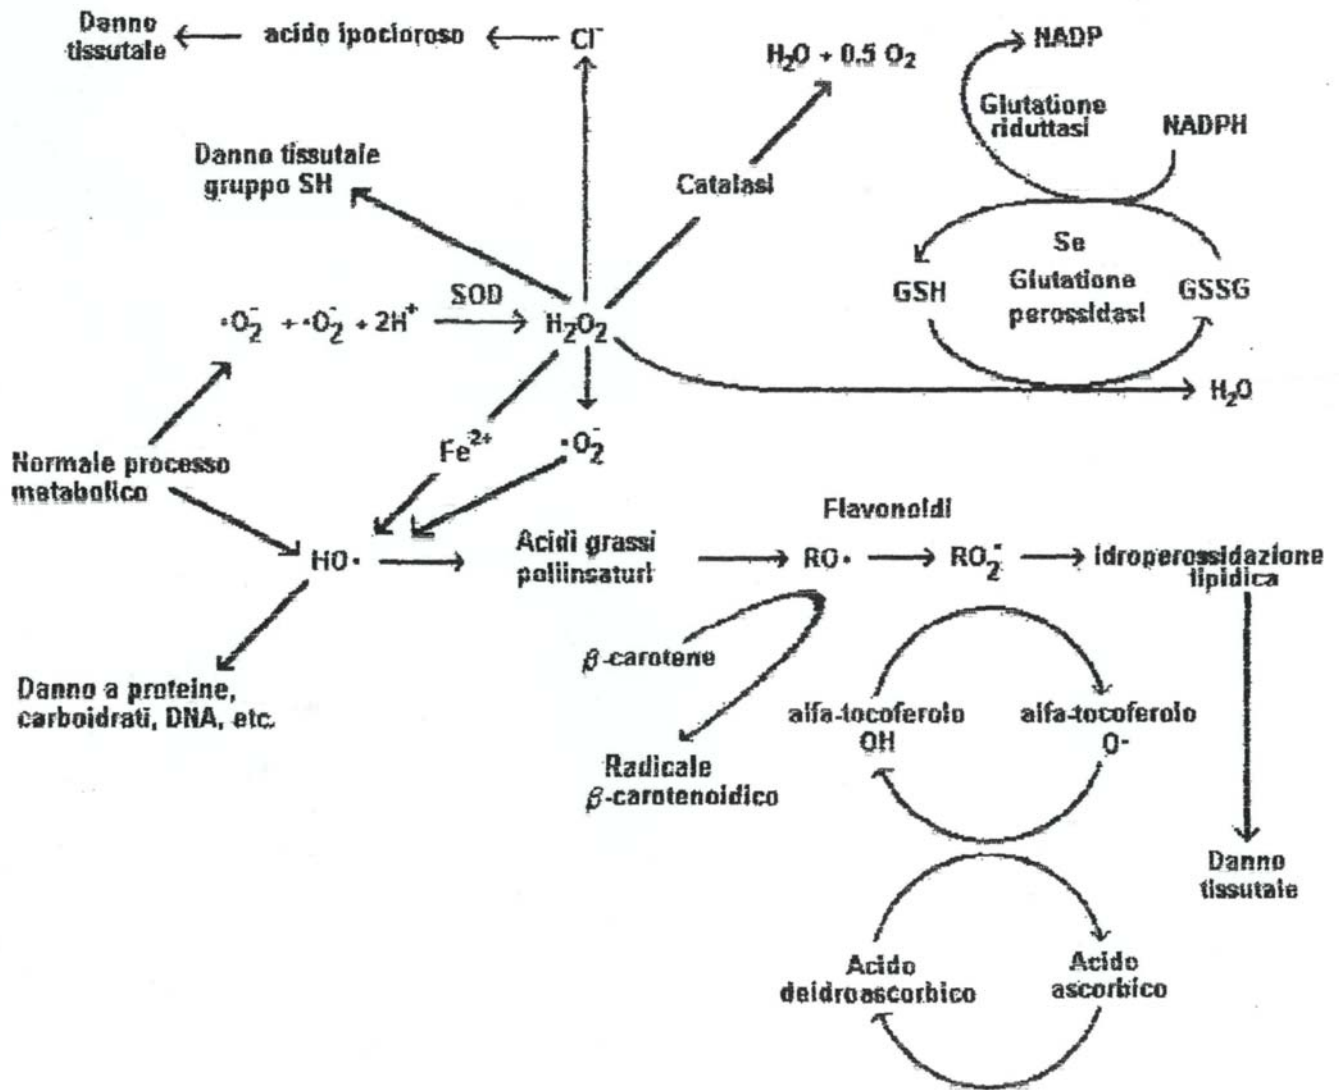 Danno
tissutale
acido ipocloroso
Cl⁻
H₂O + 0.5 O₂
NADP
Glutatione
riduttasi
NADPH
Danno tissutale
gruppo SH
Catalasi
Se
Glutatione
perossidasi
GSH
GSSG
SOD
·O₂⁻ + ·O₂⁻ + 2H⁺
H₂O₂
H₂O
Fe²⁺
·O₂⁻
Normale processo
metabolico
Flavonoidi
HO·
Acidi grassi
poliinsaturi
RO·
RO₂·
Idroperossidazione
lipidica
β-carotene
Danno a proteine,
carboidrati, DNA, etc.
alfa-tocoferolo
OH
alfa-tocoferolo
O-
Radicale
β-carotenoidico
Danno
tissutale
Acido
deidroascorbico
Acido
ascorbico